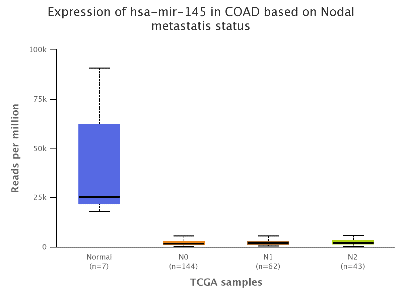 Expression of hsa-mir-145 in COAD based on Nodal
metastatis status
Reads per million
100k
75k
50k
25k
0
Normal
(n=7)
N0
(n=144)
N1
(n=62)
N2
(n=43)
TCGA samples